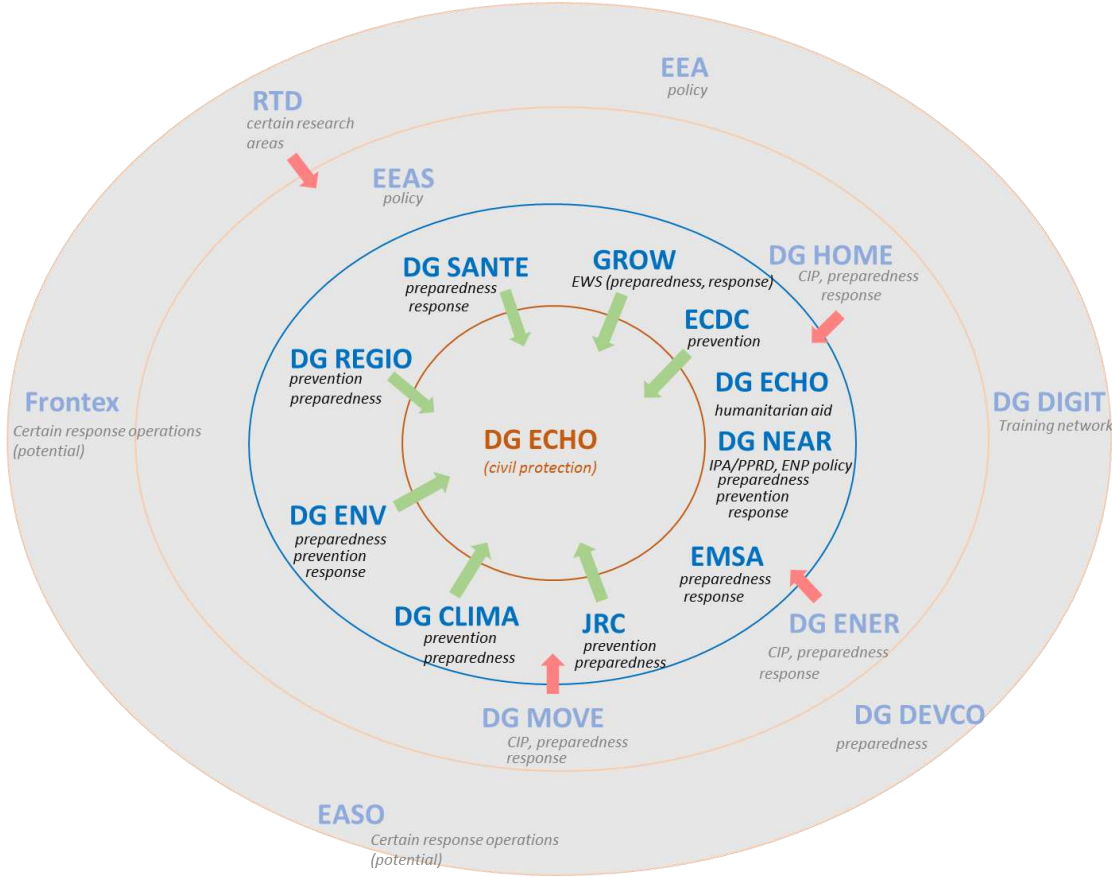 EEA
policy
RTD
certain research
areas
EEAS
policy
DG HOME
CIP, preparedness
response
DG SANTE
preparedness
response
GROW
EWS (preparedness, response)
ECDC
prevention
DG REGIO
prevention
preparedness
DG ECHO
humanitarian aid
Frontex
Certain response operations
(potential)
DG DIGIT
Training network
DG ECHO
(civil protection)
DG NEAR
IPA/PPRD, ENP policy
preparedness
prevention
response
DG ENV
preparedness
prevention
response
EMSA
preparedness
response
DG CLIMA
prevention
preparedness
JRC
prevention
preparedness
DG ENER
CIP, preparedness
response
DG MOVE
CIP, preparedness
response
DG DEVCO
preparedness
EASO
Certain response operations
(potential)